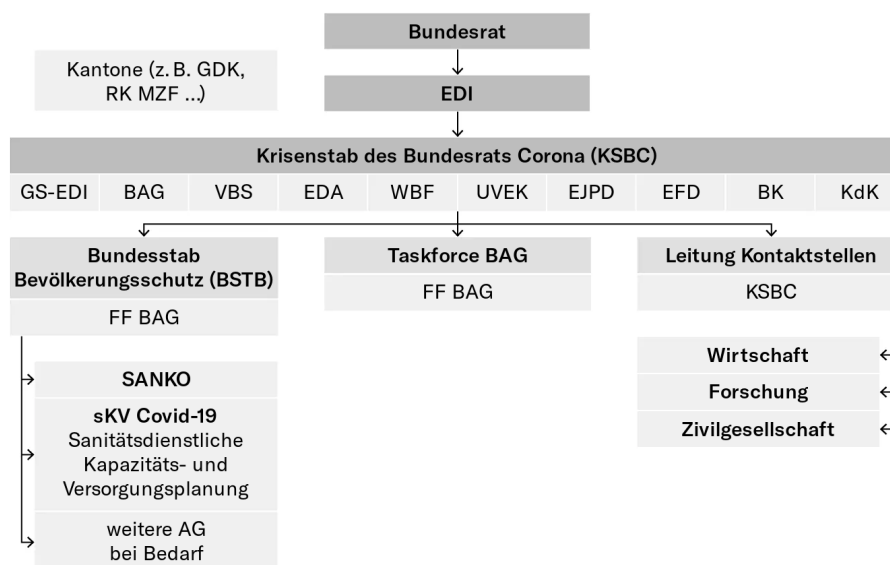 Bundesrat
Kantone (z. B. GDK,
RK MZF ...)
EDI
Krisenstab des Bundesrats Corona (KSBC)
GS-EDI BAG VBS EDA WBF UVEK EJPD EFD BK KdK
Bundesstab
Bevölkerungsschutz (BSTB)
FF BAG
Taskforce BAG
FF BAG
Leitung Kontaktstellen
KSBC
SANKO
sKV Covid-19
Sanitätsdienstliche
Kapazitäts- und
Versorgungsplanung
weitere AG
bei Bedarf
Wirtschaft
Forschung
Zivilgesellschaft